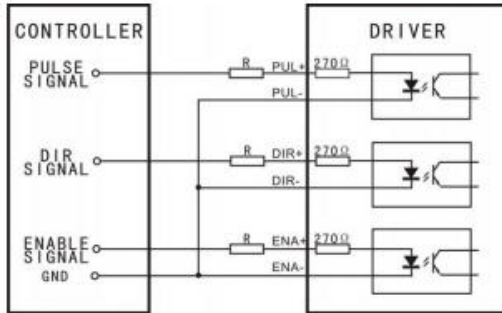 CONTROLLER
DRIVER
PULSE
SIGNAL
R
PUL+
270Ω
PUL-
DIR
SIGNAL
R
DIR+
270Ω
DIR-
ENABLE
SIGNAL
R
ENA+
270Ω
GND
ENA-